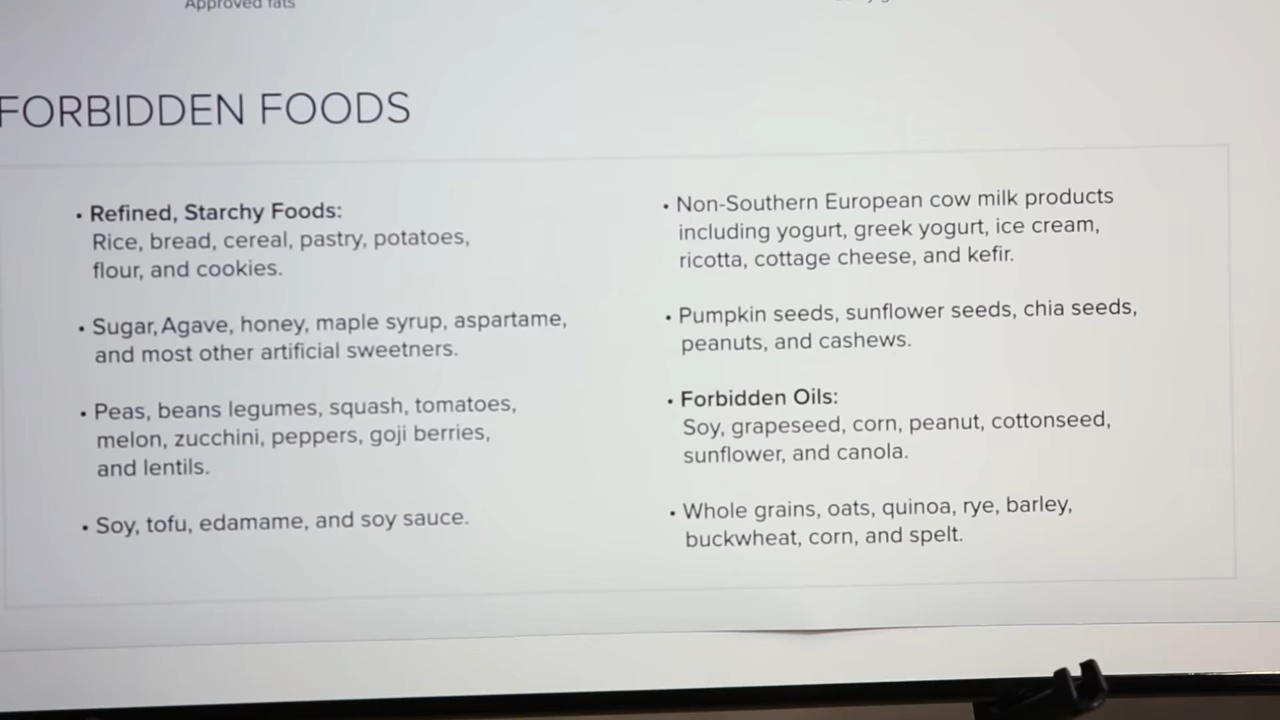 Approved fats
FORBIDDEN FOODS
• Refined, Starchy Foods:
Rice, bread, cereal, pastry, potatoes,
flour, and cookies.
• Sugar, Agave, honey, maple syrup, aspartame,
and most other artificial sweetners.
• Peas, beans legumes, squash, tomatoes,
melon, zucchini, peppers, goji berries,
and lentils.
• Soy, tofu, edamame, and soy sauce.
• Non-Southern European cow milk products
including yogurt, greek yogurt, ice cream,
ricotta, cottage cheese, and kefir.
• Pumpkin seeds, sunflower seeds, chia seeds,
peanuts, and cashews.
• Forbidden Oils:
Soy, grapeseed, corn, peanut, cottonseed,
sunflower, and canola.
• Whole grains, oats, quinoa, rye, barley,
buckwheat, corn, and spelt.